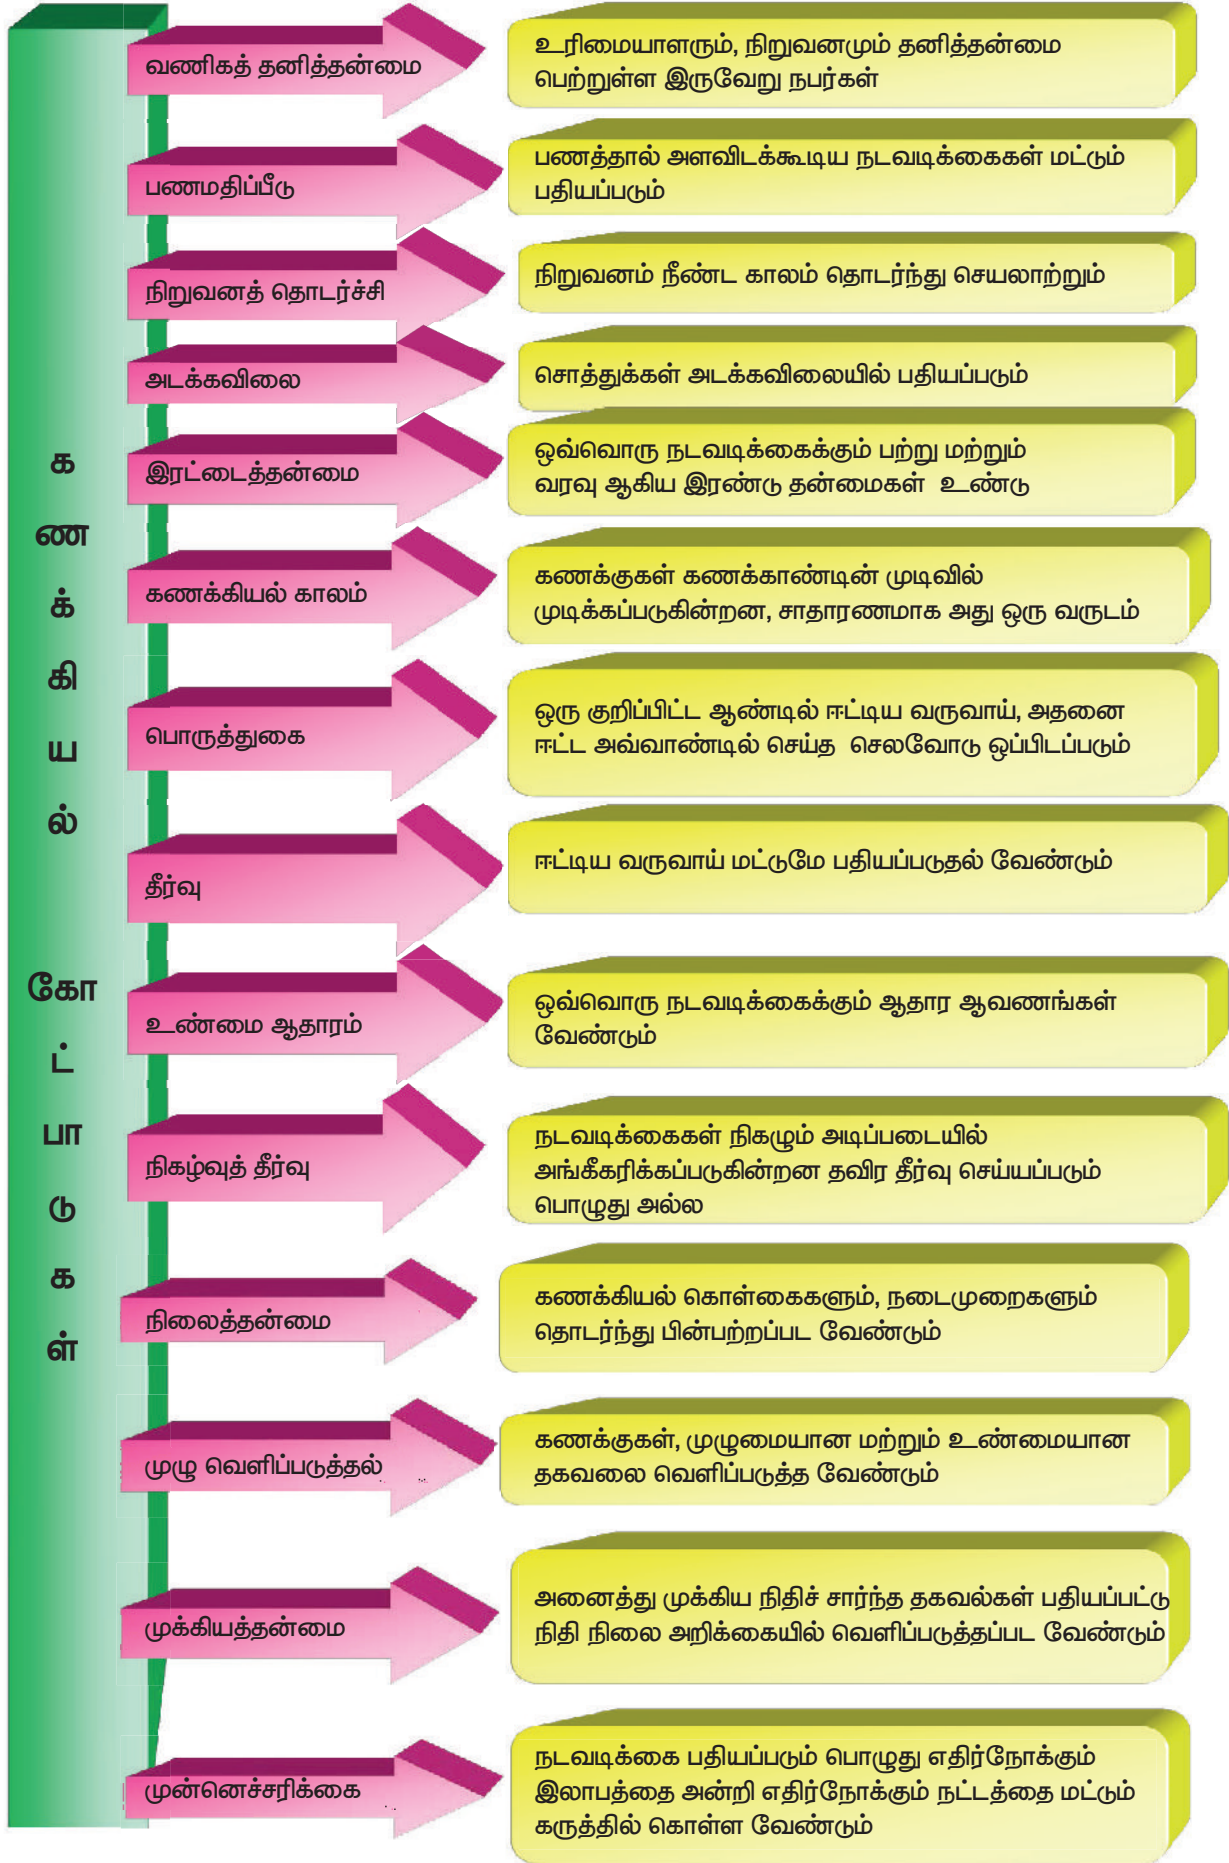 கணக்கியல் கோட்பாடுகள்
வணிகத் தனித்தன்மை
உரிமையாளரும், நிறுவனமும் தனித்தன்மை
பெற்றுள்ள இருவேறு நபர்கள்
பணமதிப்பீடு
பணத்தால் அளவிடக்கூடிய நடவடிக்கைகள் மட்டும்
பதியப்படும்
நிறுவனத் தொடர்ச்சி
நிறுவனம் நீண்ட காலம் தொடர்ந்து செயலாற்றும்
அடக்கவிலை
சொத்துக்கள் அடக்கவிலையில் பதியப்படும்
இரட்டைத்தன்மை
ஒவ்வொரு நடவடிக்கைக்கும் பற்று மற்றும்
வரவு ஆகிய இரண்டு தன்மைகள் உண்டு
கணக்கியல் காலம்
கணக்குகள் கணக்காண்டின் முடிவில்
முடிக்கப்படுகின்றன, சாதாரணமாக அது ஒரு வருடம்
பொருத்துகை
ஒரு குறிப்பிட்ட ஆண்டில் ஈட்டிய வருவாய், அதனை
ஈட்ட அவ்வாண்டில் செய்த செலவோடு ஒப்பிடப்படும்
தீர்வு
ஈட்டிய வருவாய் மட்டுமே பதியப்படுதல் வேண்டும்
உண்மை ஆதாரம்
ஒவ்வொரு நடவடிக்கைக்கும் ஆதார ஆவணங்கள்
வேண்டும்
நிகழ்வுத் தீர்வு
நடவடிக்கைகள் நிகழும் அடிப்படையில்
அங்கீகரிக்கப்படுகின்றன தவிர தீர்வு செய்யப்படும்
பொழுது அல்ல
நிலைத்தன்மை
கணக்கியல் கொள்கைகளும், நடைமுறைகளும்
தொடர்ந்து பின்பற்றப்பட வேண்டும்
முழு வெளிப்படுத்தல்
கணக்குகள், முழுமையான மற்றும் உண்மையான
தகவலை வெளிப்படுத்த வேண்டும்
முக்கியத்தன்மை
அனைத்து முக்கிய நிதிச் சார்ந்த தகவல்கள் பதியப்பட்டு
நிதி நிலை அறிக்கையில் வெளிப்படுத்தப்பட வேண்டும்
முன்னெச்சரிக்கை
நடவடிக்கை பதியப்படும் பொழுது எதிர்நோக்கும்
இலாபத்தை அன்றி எதிர்நோக்கும் நட்டத்தை மட்டும்
கருத்தில் கொள்ள வேண்டும்